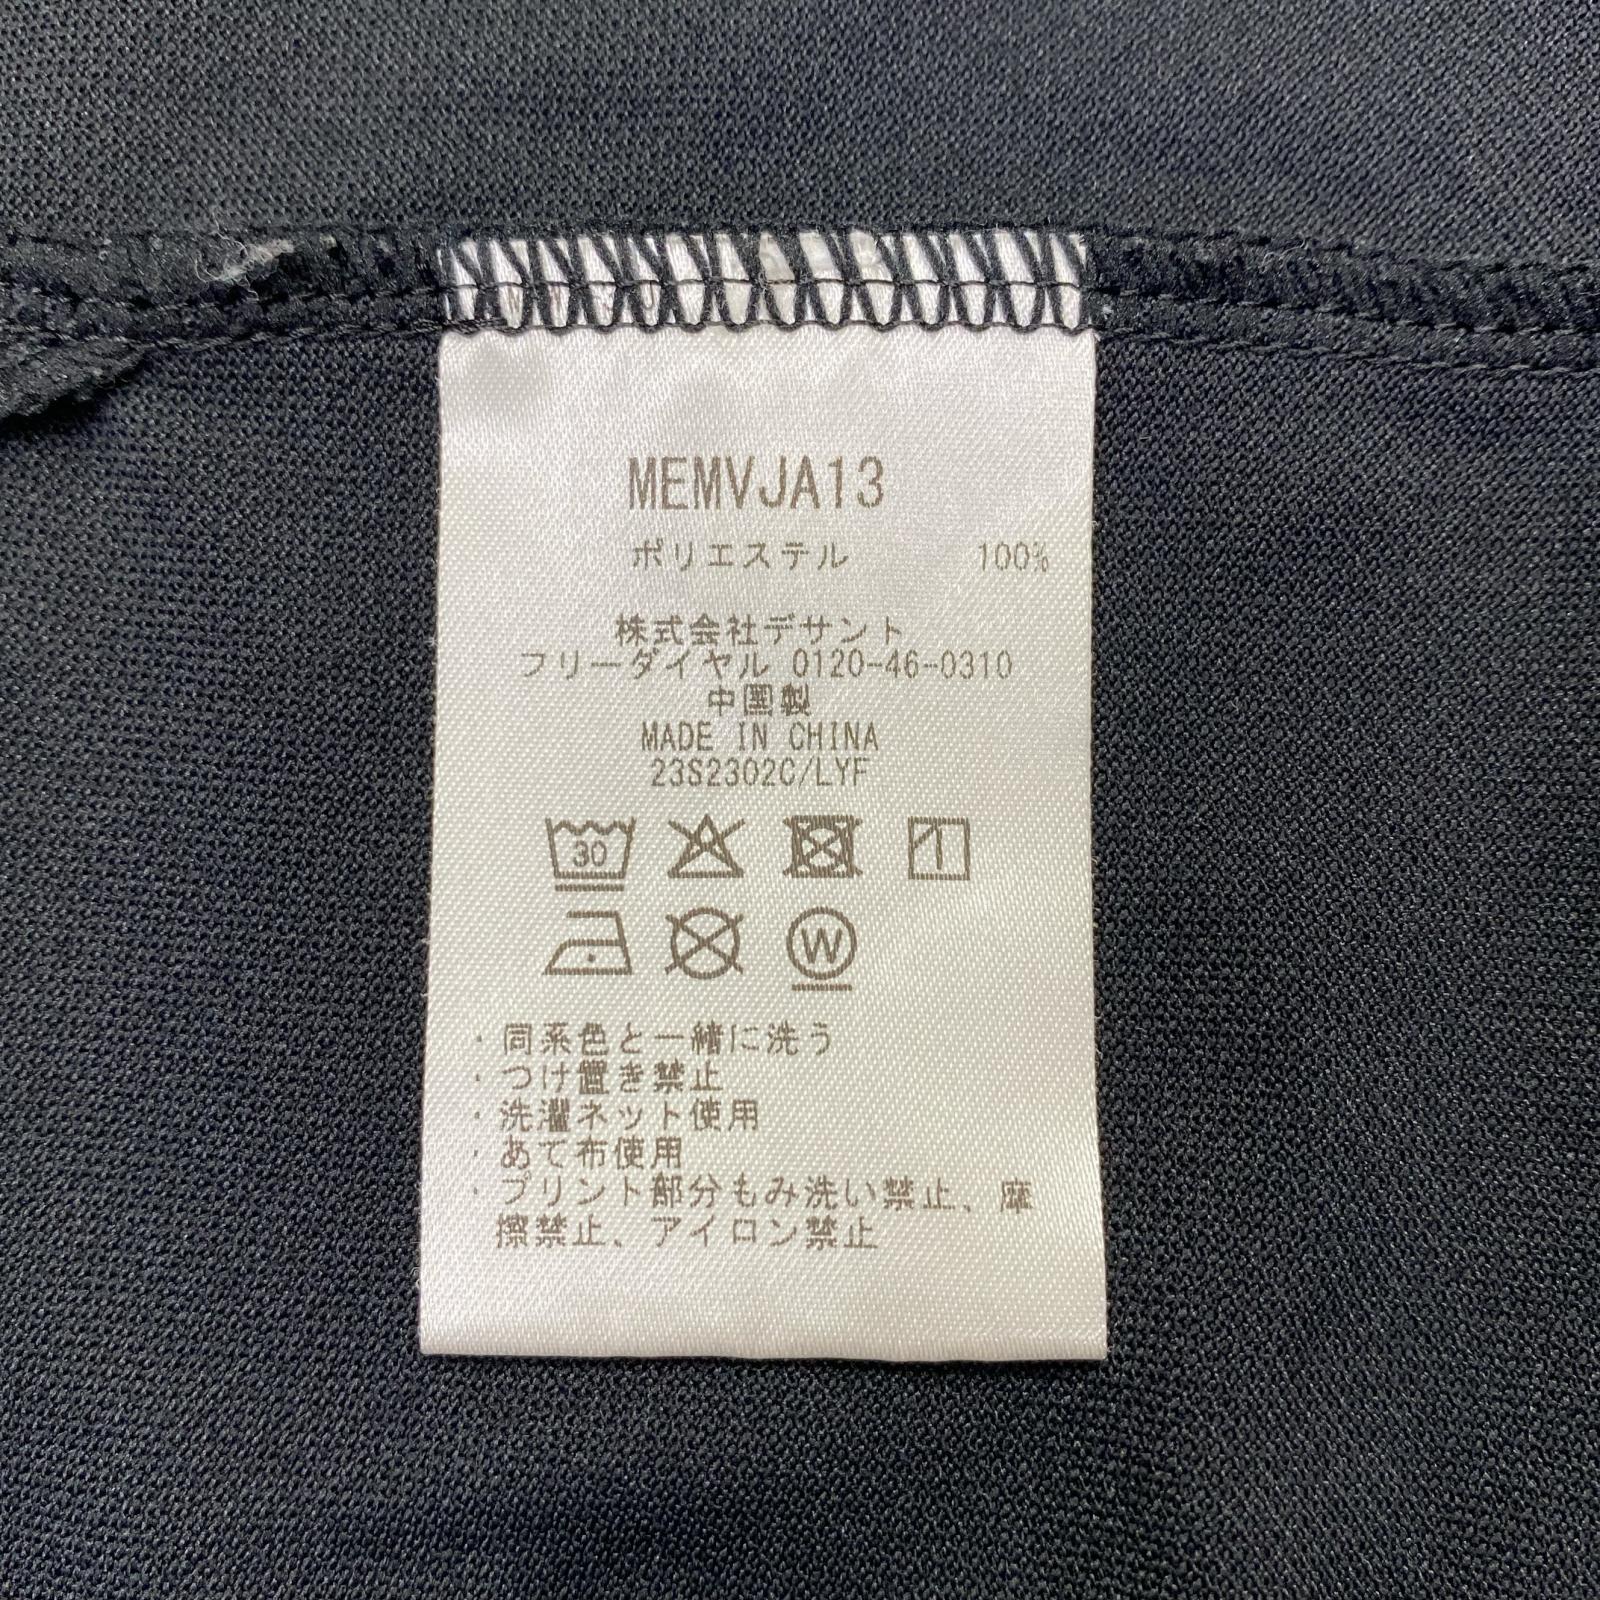 MEMVJA13
ポリエステル 100%
株式会社デサント
フリーダイヤル 0120-46-0310
中国製
MADE IN CHINA
23S2302C/LYF
30
W
・同系色と一緒に洗う
・つけ置き禁止
・洗濯ネット使用
・あて布使用
・プリント部分もみ洗い禁止、摩
擦禁止、アイロン禁止